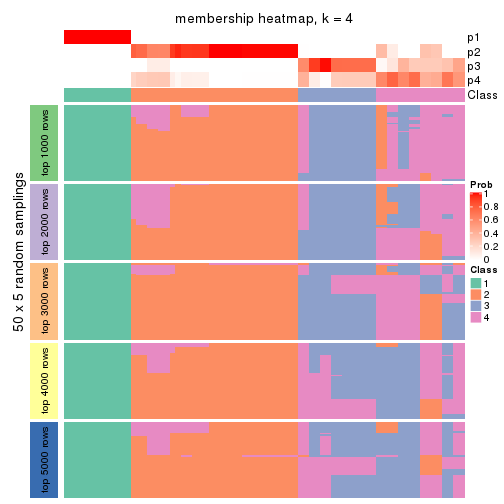 membership heatmap, k = 4
p1
p2
p3
p4
Class
50 x 5 random samplings
top 1000 rows
top 2000 rows
top 3000 rows
top 4000 rows
top 5000 rows
Prob
1
0.8
0.6
0.4
0.2
0
Class
1
2
3
4